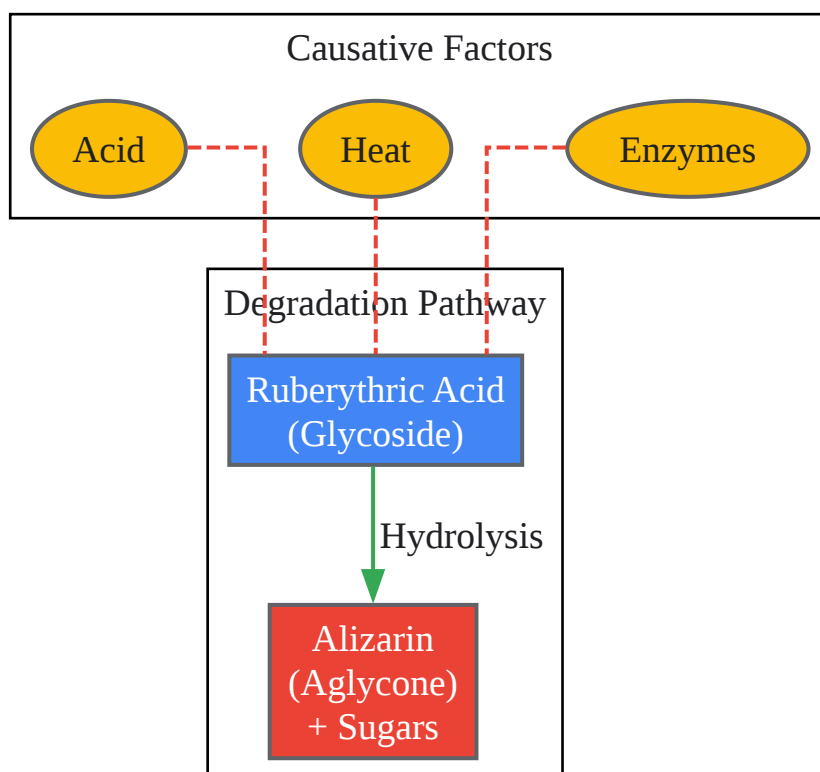 Causative Factors
Acid
Heat
Enzymes
Degradation Pathway
Ruberythric Acid
(Glycoside)
Hydrolysis
Alizarin
(Aglycone)
+ Sugars